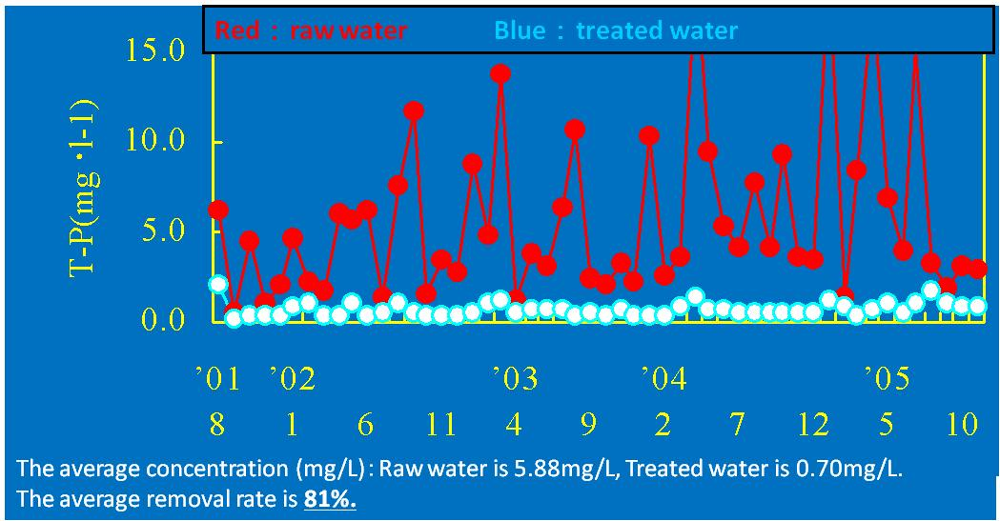 Red : raw water Blue : treated water
T-P(mg・l-1)
15.0
10.0
5.0
0.0
’01 ’02 ’03 ’04 ’05
8 1 6 11 4 9 2 7 12 5 10
The average concentration (mg/L) : Raw water is 5.88mg/L, Treated water is 0.70mg/L.
The average removal rate is 81%.